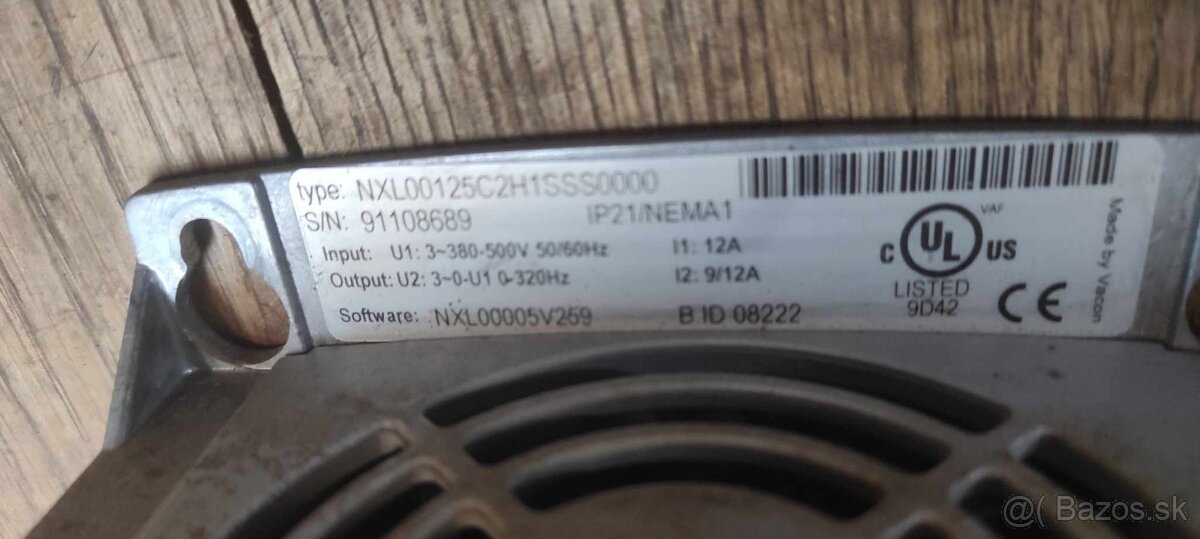 type: NXL00125C2H1SSS0000
S/N: 91108689 IP21/NEMA1
Input: U1: 3~380-500V 50/60Hz I1: 12A
Output: U2: 3~0-U1 0-320Hz I2: 9/12A
Software: NXL00005V259 B.ID 08222
VAF
C UL US
LISTED
9D42
CE
Made by Vacon
@( Bazos.sk